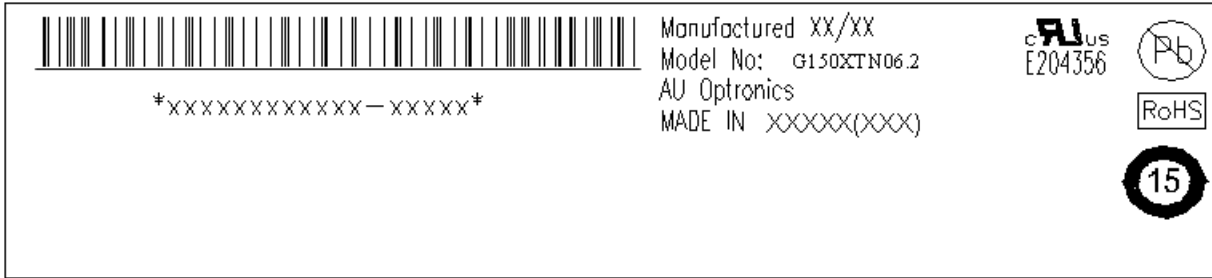 Manufactured XX/XX
Model No: G150XTN06.2
AU Optronics
MADE IN XXXXX(XXX)
*xxxxxxxxxxxx-xxxxx*
c RU us
E204356
Pb
RoHS
15